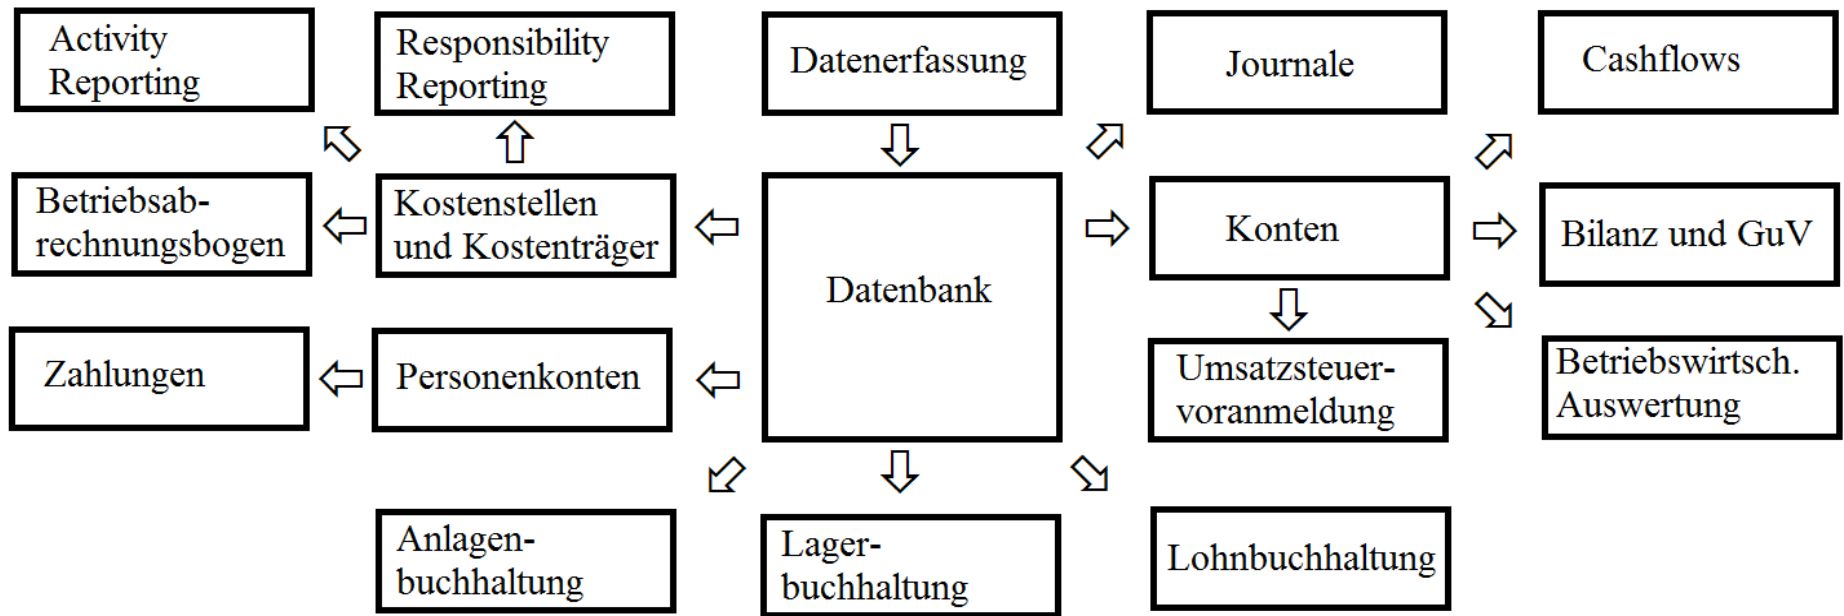 Activity
Reporting
Responsibility
Reporting
Datenerfassung
Journale
Cashflows
Betriebsab-
rechnungsbogen
Kostenstellen
und Kostenträger
Datenbank
Konten
Bilanz und GuV
Zahlungen
Personenkonten
Umsatzsteuer-
voranmeldung
Betriebswirtsch.
Auswertung
Anlagen-
buchhaltung
Lager-
buchhaltung
Lohnbuchhaltung